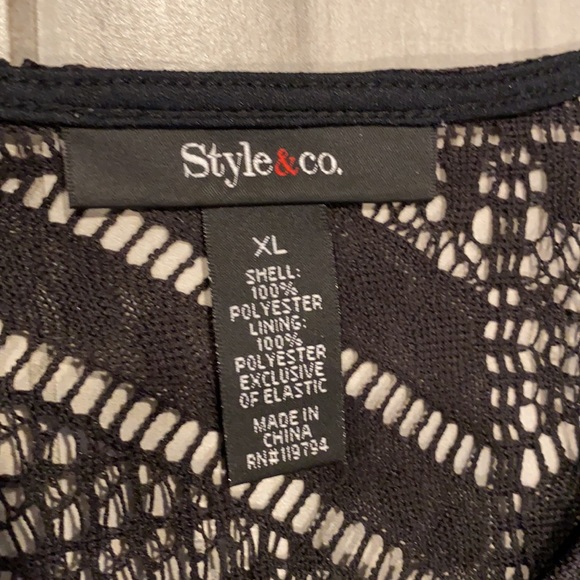 Style&co.
XL
SHELL:
100%
POLYESTER
LINING:
100%
POLYESTER
EXCLUSIVE
OF ELASTIC
MADE IN
CHINA
RN#119794